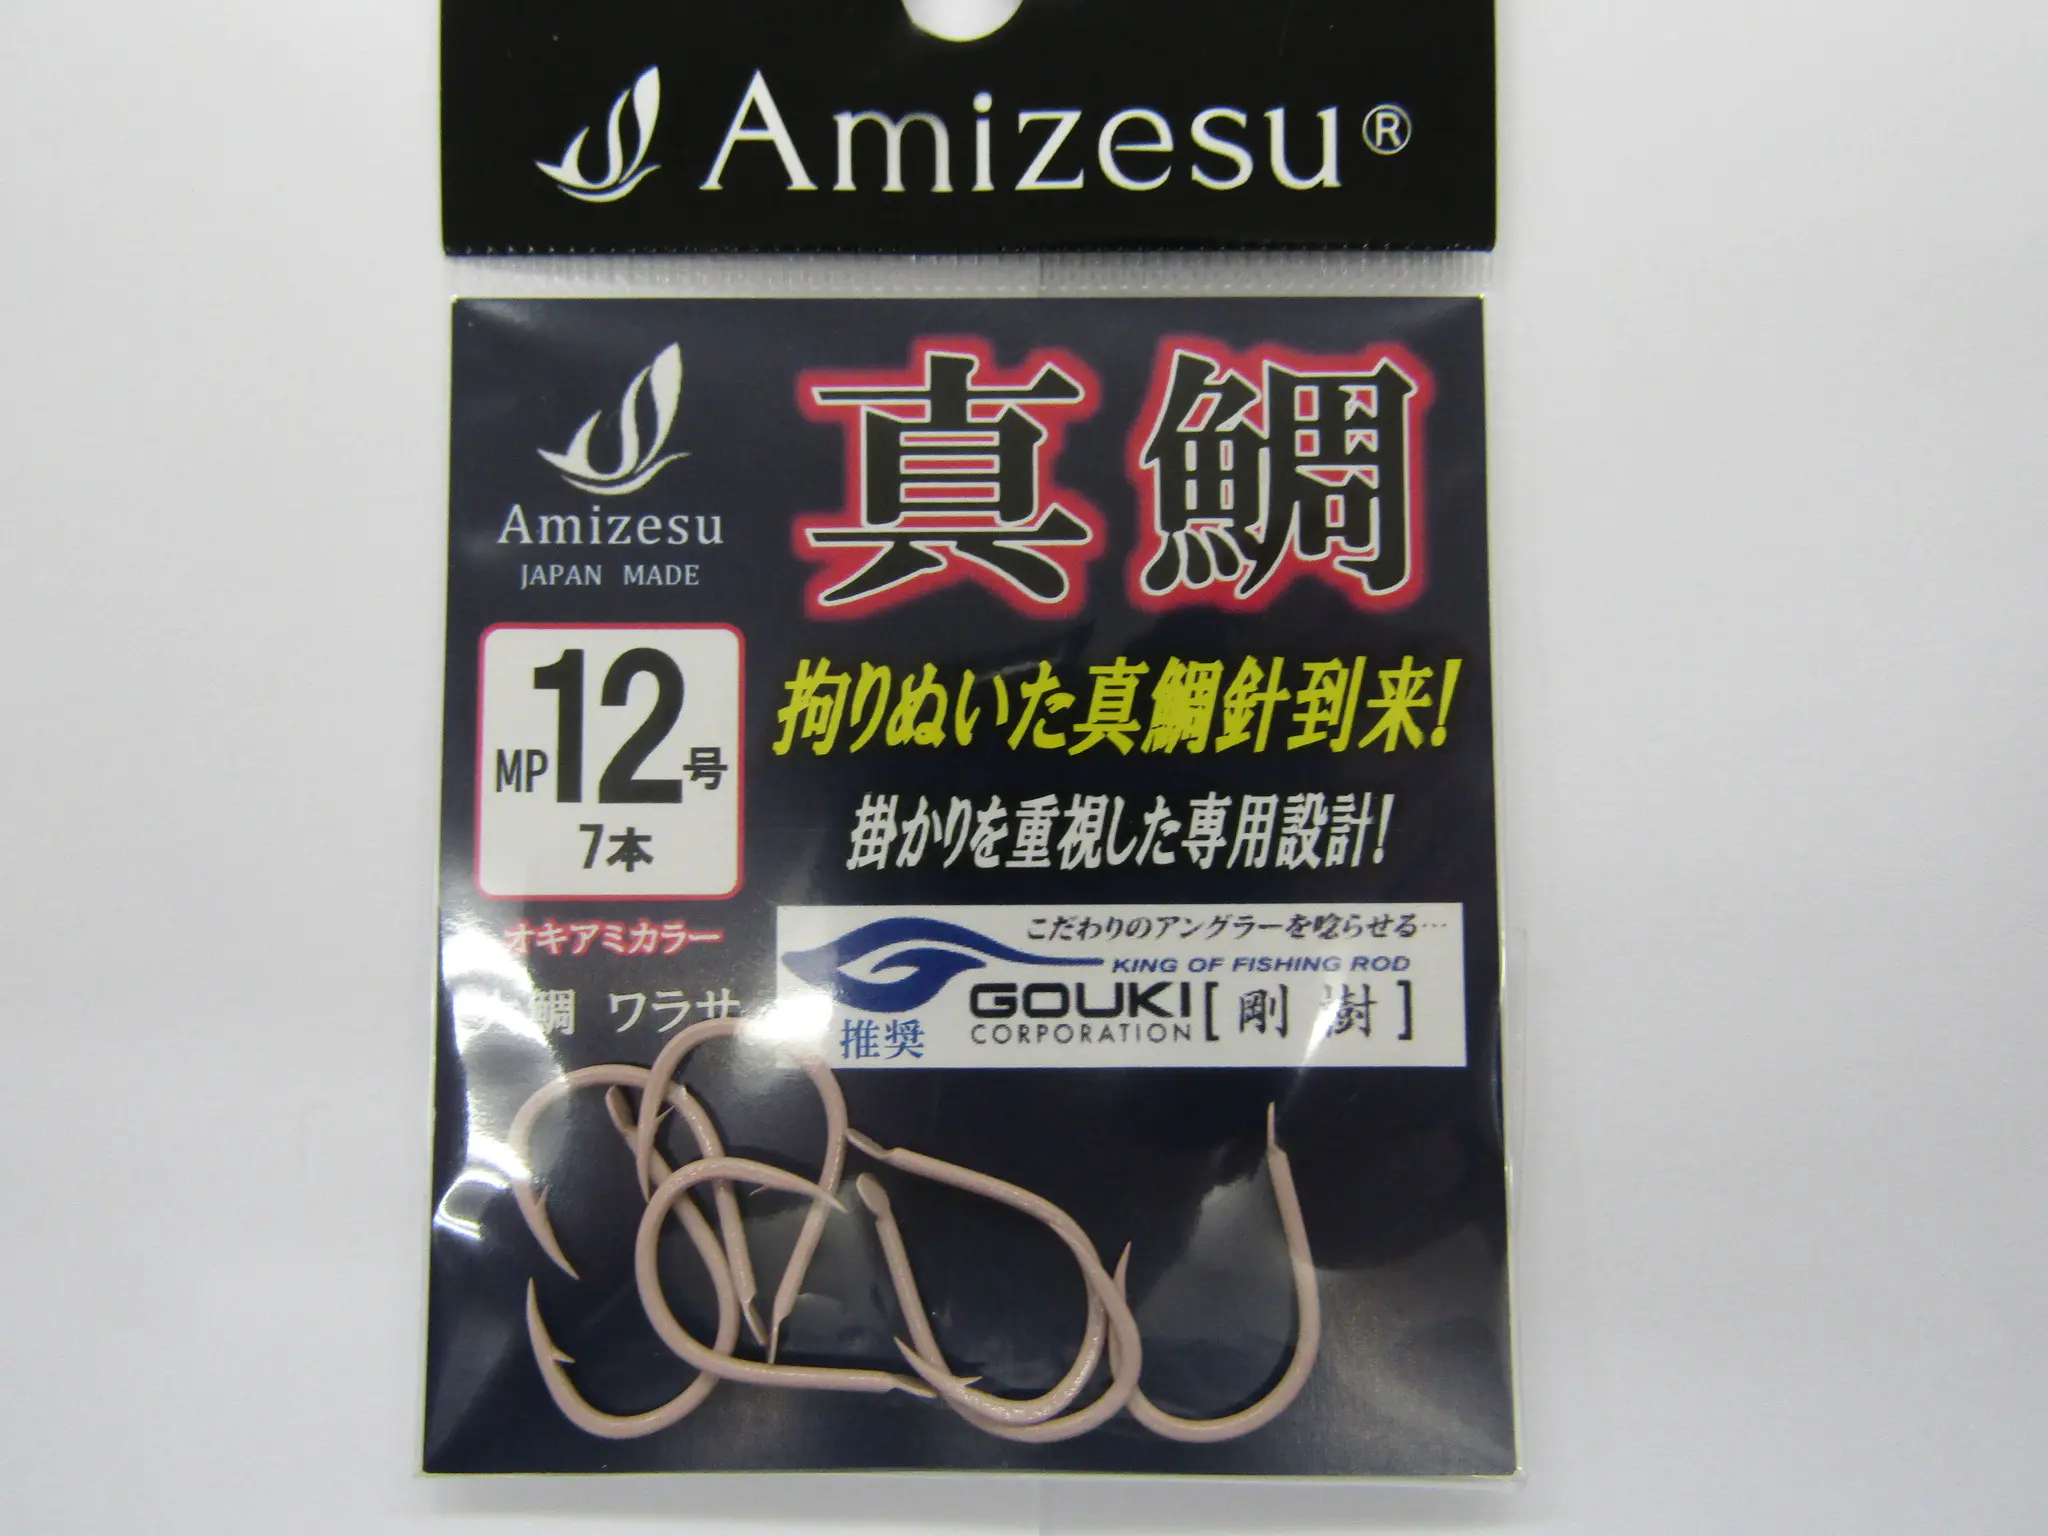 Amizesu®
Amizesu
JAPAN MADE
真鯛
MP12号
7本
拘りぬいた真鯛針到来!
掛かりを重視した専用設計!
オキアミカラー
鯛 ワラサ
こだわりのアングラーを唸らせる…
KING OF FISHING ROD
GOUKI [剛樹]
CORPORATION
推奨